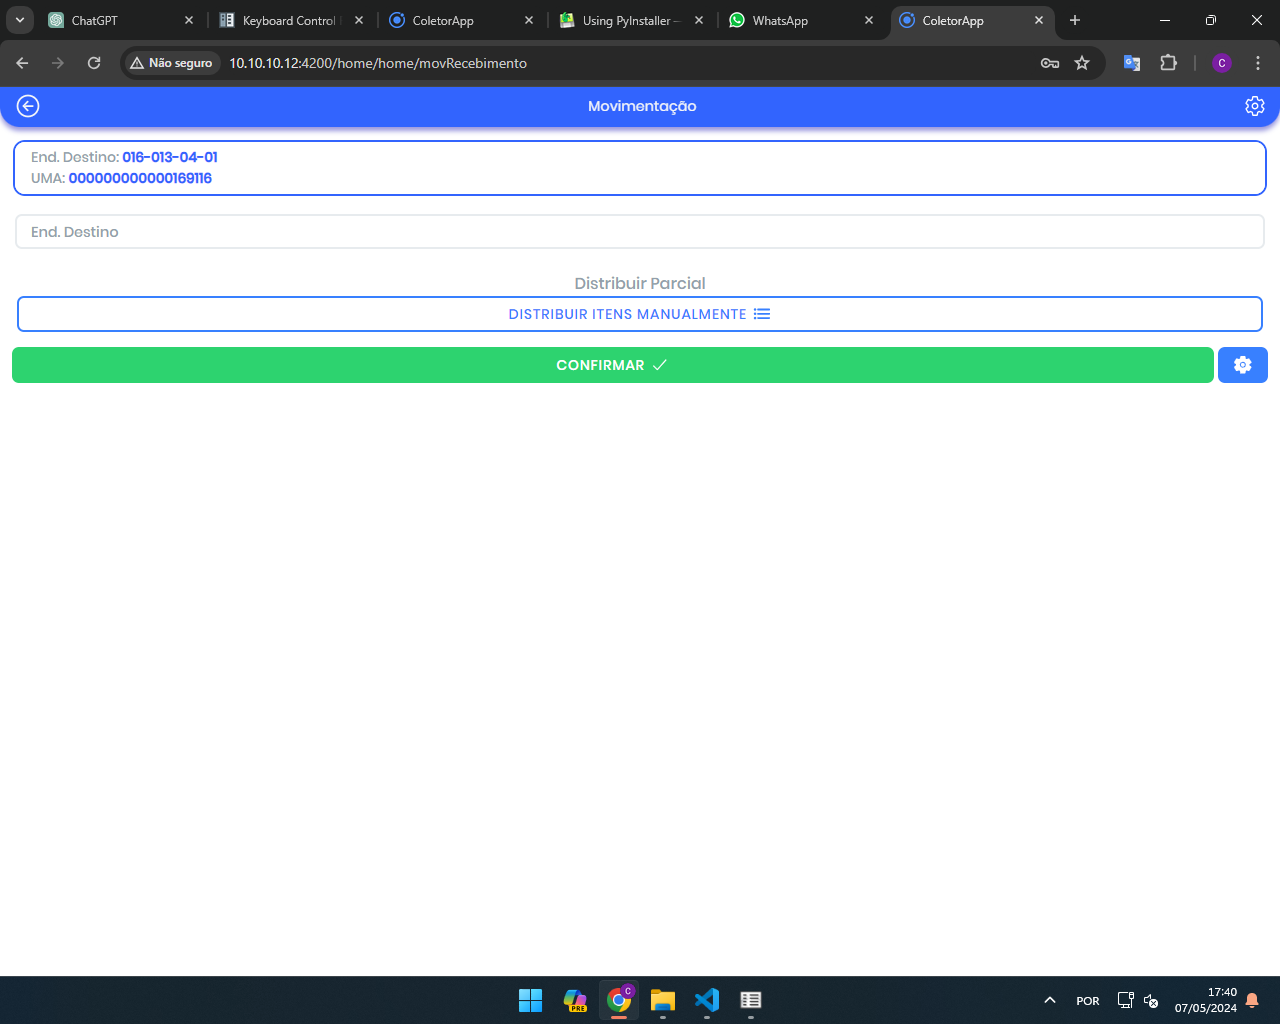 ChatGPT
Keyboard Control
ColetorApp
Using PyInstaller —
WhatsApp
ColetorApp
Não seguro
10.10.10.12:4200/home/home/movRecebimento
C
Movimentação
End. Destino: 016-013-04-01
UMA: 000000000000169116
End. Destino
Distribuir Parcial
DISTRIBUIR ITENS MANUALMENTE
CONFIRMAR
PRE
C
POR
17:40
07/05/2024